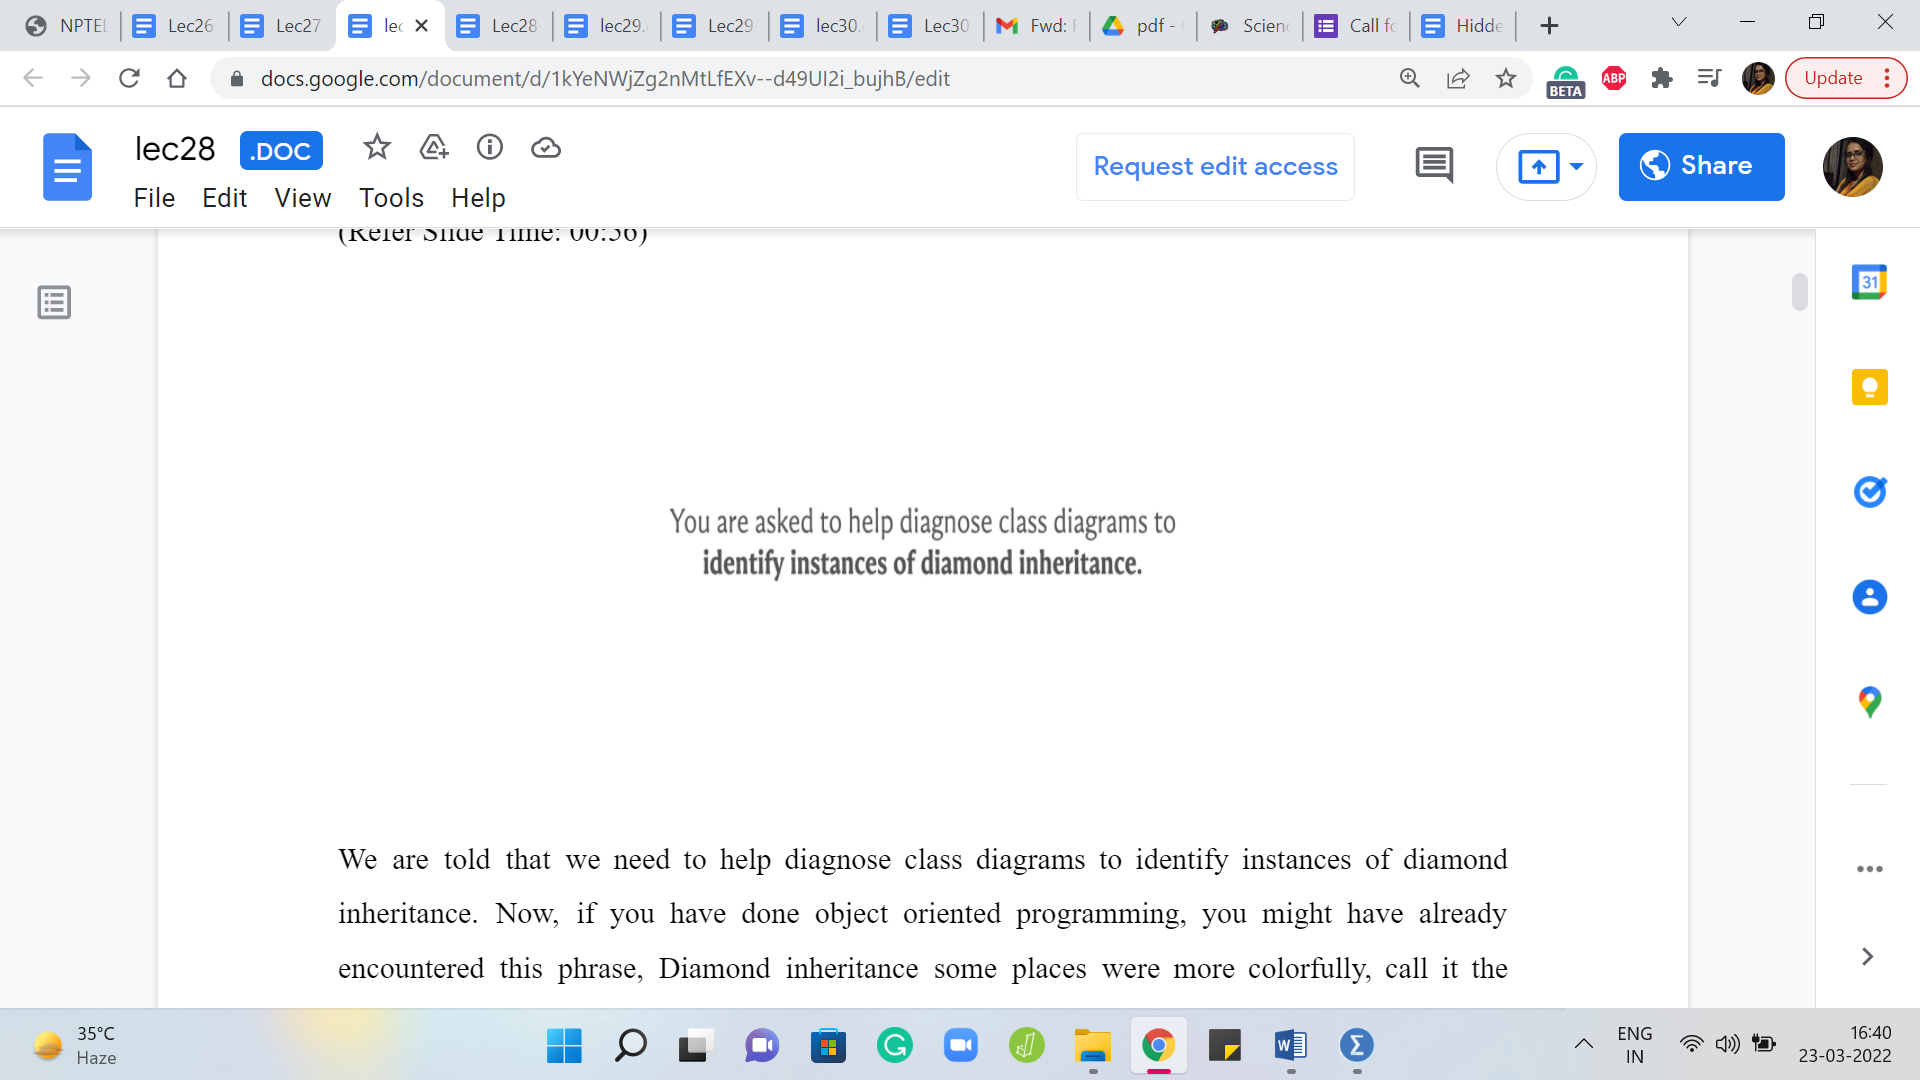 NPTEL
Lec26
Lec27
lec
Lec28
lec29.
Lec29
lec30.
Lec30
Fwd: F
pdf -
Scienc
Call fo
Hidde
docs.google.com/document/d/1kYeNWjZg2nMtLfEXv--d49UI2i_bujhB/edit
BETA
ABP
Update
lec28
.DOC
File Edit View Tools Help
Request edit access
Share
(Refer Slide Time: 00:56)
31
You are asked to help diagnose class diagrams to
identify instances of diamond inheritance.
We are told that we need to help diagnose class diagrams to identify instances of diamond
inheritance. Now, if you have done object oriented programming, you might have already
encountered this phrase, Diamond inheritance some places were more colorfully, call it the
35°C
Haze
ENG
IN
16:40
23-03-2022